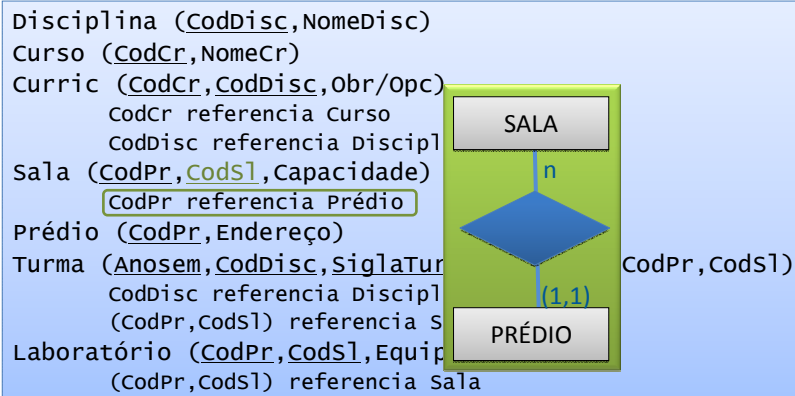 Disciplina (CodDisc,NomeDisc)
Curso (CodCr,NomeCr)
Curric (CodCr,CodDisc,Obr/Opc)
CodCr referencia Curso
CodDisc referencia Discipl
Sala (CodPr,CodSl,Capacidade)
CodPr referencia Prédio
Prédio (CodPr,Endereço)
Turma (Anosem,CodDisc,SiglaTur CodPr,CodSl)
CodDisc referencia Discipl
(CodPr,CodSl) referencia S
Laboratório (CodPr,CodSl,Equip
(CodPr,CodSl) referencia Sala
SALA
n
(1,1)
PRÉDIO